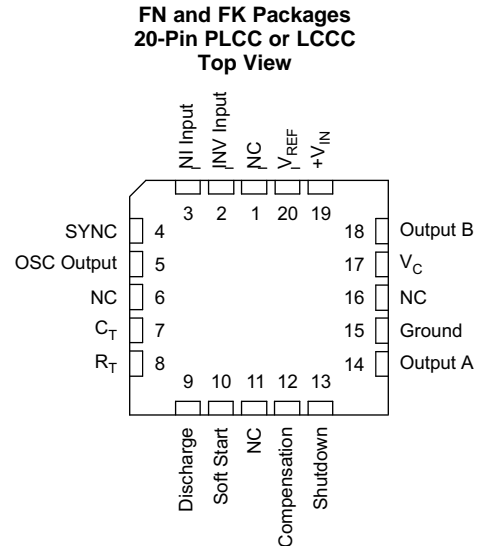 FN and FK Packages
20-Pin PLCC or LCCC
Top View
NI Input
INV Input
NC
VREF
+VIN
3 2 1 20 19
SYNC 4
OSC Output 5
NC 6
CT 7
RT 8
18 Output B
17 VC
16 NC
15 Ground
14 Output A
9 10 11 12 13
Discharge
Soft Start
NC
Compensation
Shutdown